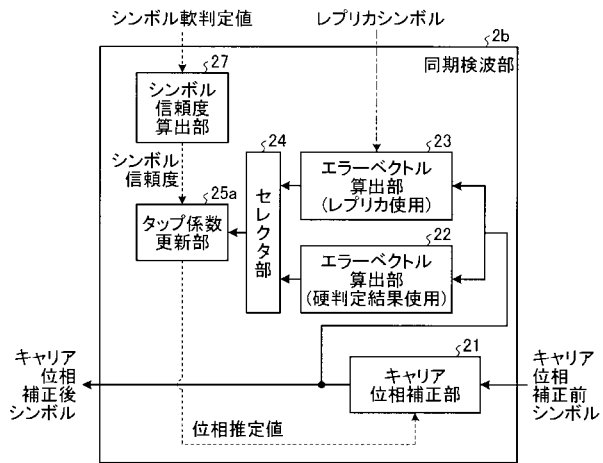 シンボル軟判定値
レプリカシンボル
2b
同期検波部
27
シンボル
信頼度
算出部
シンボル
信頼度
24
セレクタ部
23
エラーベクトル
算出部
(レプリカ使用)
25a
タップ係数
更新部
22
エラーベクトル
算出部
(硬判定結果使用)
キャリア
位相
補正後
シンボル
21
キャリア
位相補正部
キャリア
位相
補正前
シンボル
位相推定値